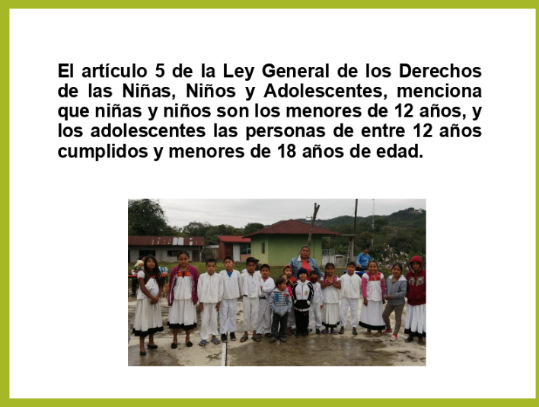 El artículo 5 de la Ley General de los Derechos
de las Niñas, Niños y Adolescentes, menciona
que niñas y niños son los menores de 12 años, y
los adolescentes las personas de entre 12 años
cumplidos y menores de 18 años de edad.